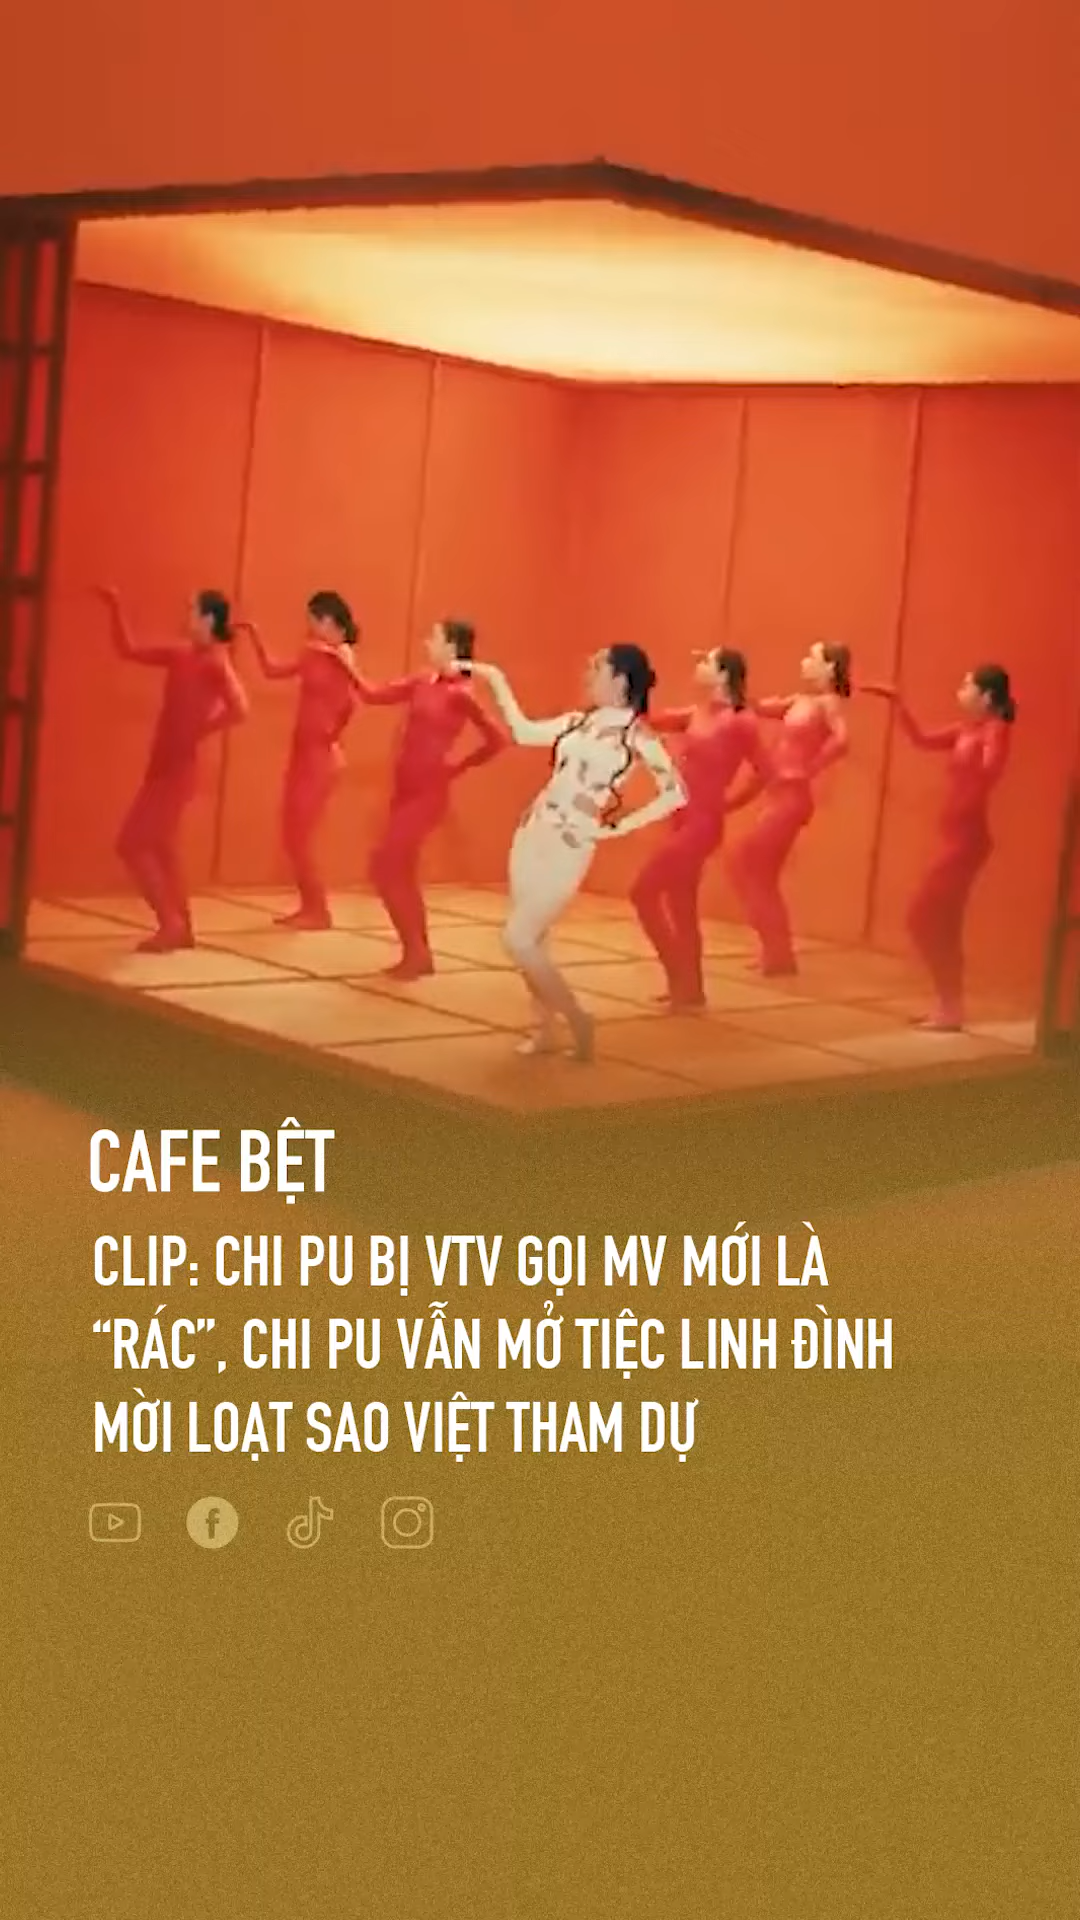 CAFE BỆT
CLIP: CHI PU BỊ VTV GỌI MV MỚI LÀ
“RÁC”, CHI PU VẪN MỞ TIỆC LINH ĐÌNH
MỜI LOẠT SAO VIỆT THAM DỰ